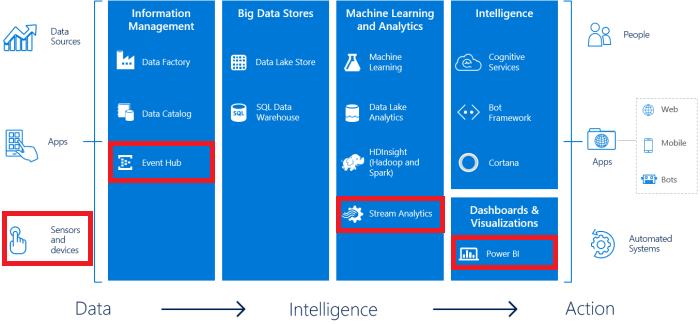 Data
Sources
Apps
Sensors
and
devices
Information
Management
Data Factory
Data Catalog
Event Hub
Big Data Stores
Data Lake Store
SQL
SQL Data
Warehouse
Machine Learning
and Analytics
Machine
Learning
Data Lake
Analytics
HDInsight
(Hadoop and
Spark)
Stream Analytics
Intelligence
Cognitive
Services
Bot
Framework
Cortana
Dashboards &
Visualizations
Power BI
People
Apps
Web
Mobile
Bots
Automated
Systems
Data
Intelligence
Action